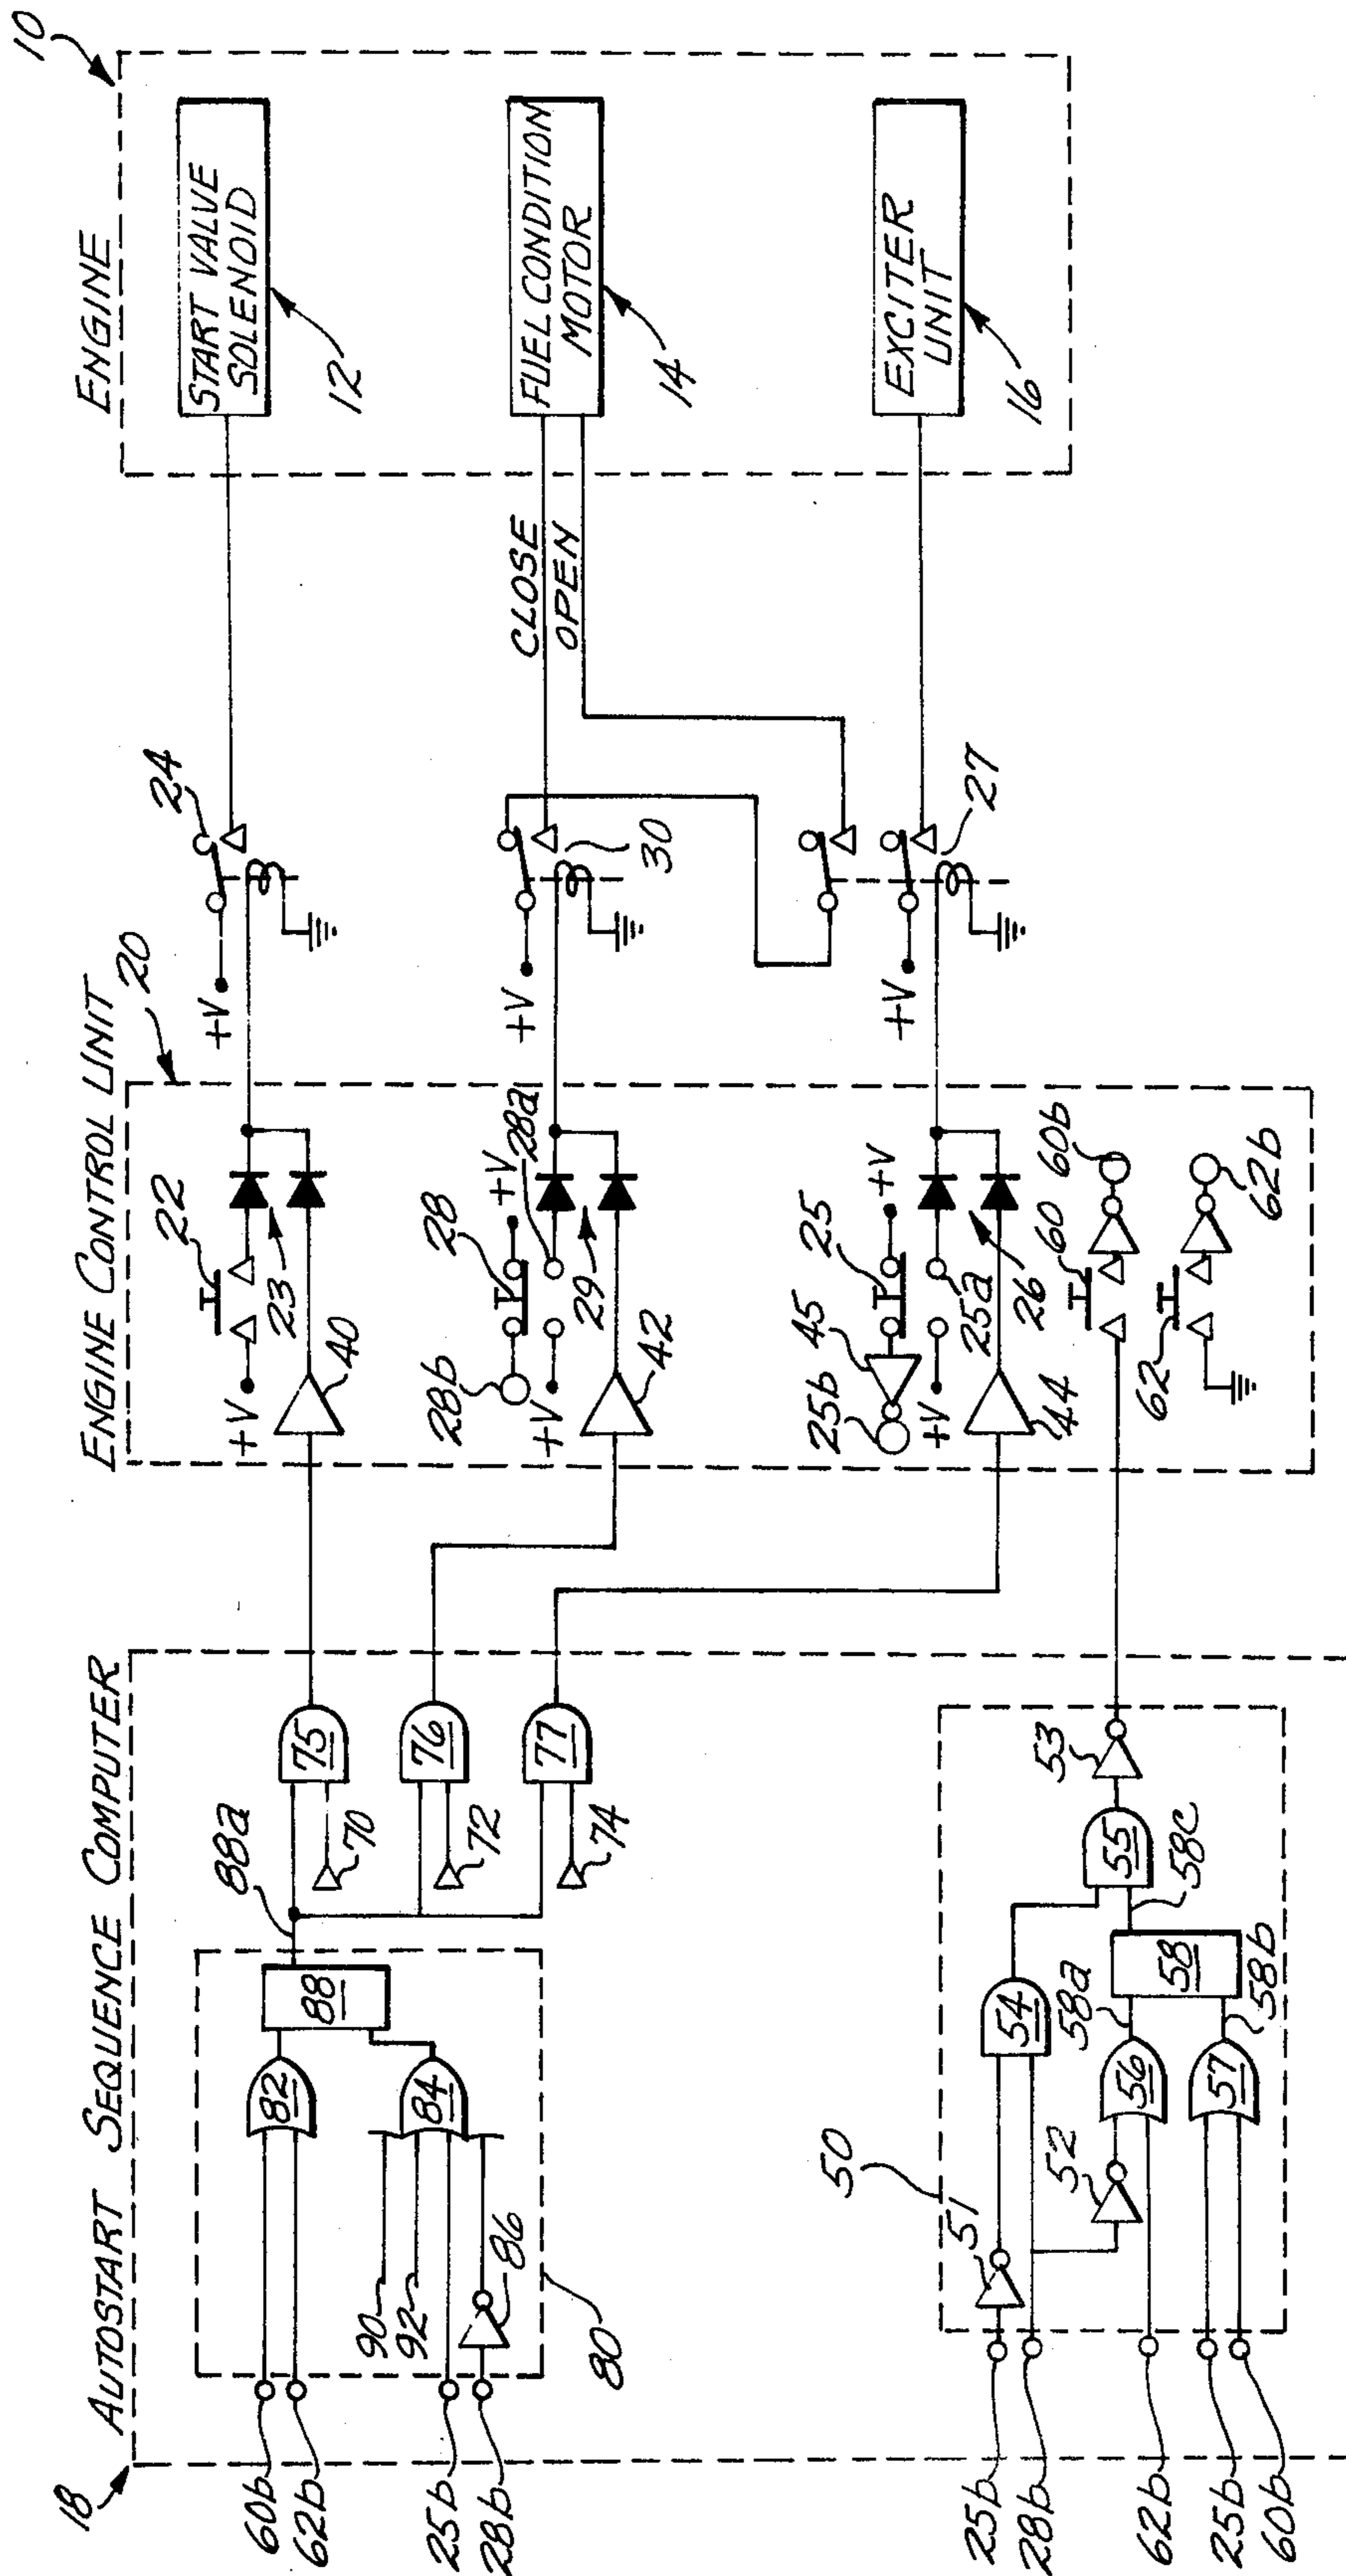 AUTOSTART SEQUENCE COMPUTER
18
60b
62b
25b
28b
90
92
86
80
82
84
88
88a
75
70
76
72
77
74
50
25b
28b
62b
25b
60b
51
52
54
56
57
58a
58
58b
58c
55
53
ENGINE CONTROL UNIT
20
+V
22
23
40
28b
28
+V
28a
+V
29
42
25b
45
25
+V
25a
+V
26
44
60
60b
62
62b
24
+V
+V
30
+V
27
CLOSE
OPEN
ENGINE
10
START VALVE
SOLENOID
12
FUEL CONDITION
MOTOR
14
EXCITER
UNIT
16